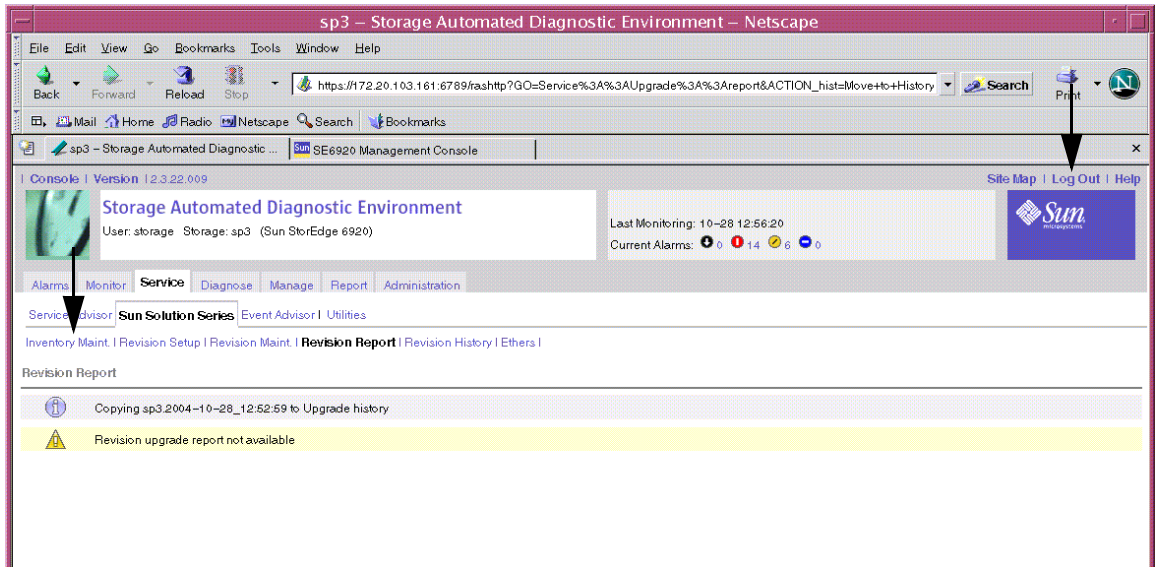 sp3 – Storage Automated Diagnostic Environment – Netscape
File Edit View Go Bookmarks Tools Window Help
Back Forward Reload Stop https://172.20.103.161:6789/rashttp?GO=Service%3A%3AUpgrade%3A%3Areport&ACTION_hist=Move+to+History Search Print N
Mail Home Radio Netscape Search Bookmarks
sp3 – Storage Automated Diagnostic ... Sun SE6920 Management Console
Console | Version | 2.3.22.009 Site Map | Log Out | Help
Storage Automated Diagnostic Environment
User: storage Storage: sp3 (Sun StorEdge 6920)
Last Monitoring: 10–28 12:56:20
Current Alarms: 0 14 6 0
Sun
microsystems
Alarms Monitor Service Diagnose Manage Report Administration
Service Advisor Sun Solution Series Event Advisor | Utilities
Inventory Maint. | Revision Setup | Revision Maint. | Revision Report | Revision History | Ethers |
Revision Report
Copying sp3.2004–10–28_12:52:59 to Upgrade history
Revision upgrade report not available